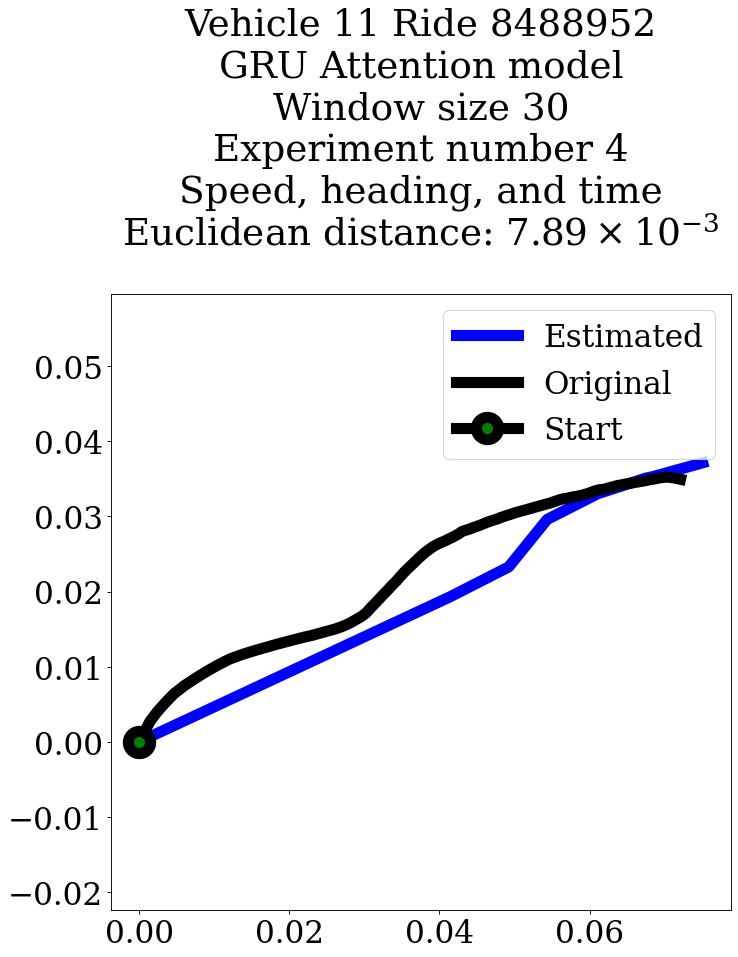 Vehicle 11 Ride 8488952
GRU Attention model
Window size 30
Experiment number 4
Speed, heading, and time
Euclidean distance: 7.89 × 10⁻³
Estimated
Original
Start
0.05
0.04
0.03
0.02
0.01
0.00
−0.01
−0.02
0.00 0.02 0.04 0.06